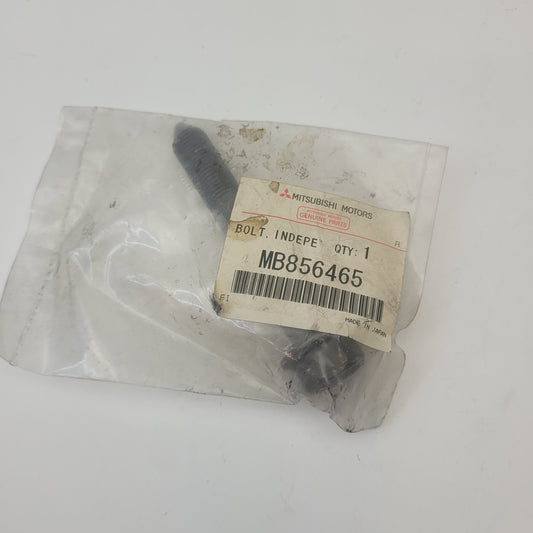 MITSUBISHI MOTORS
GENUINE PARTS
BOLT, INDEPE QTY: 1
MB856465
MADE IN JAPAN